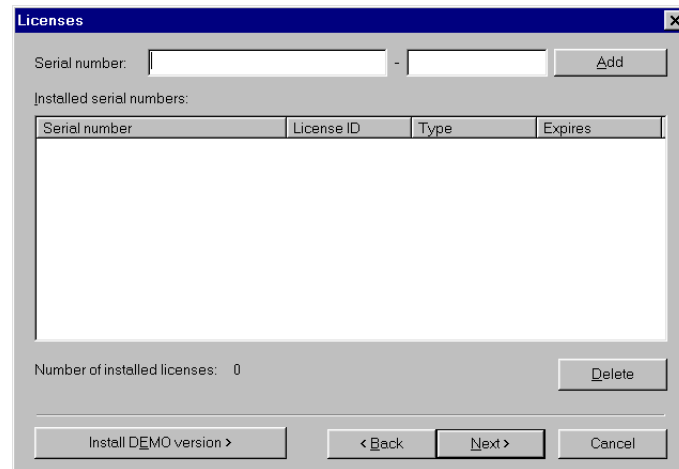 Licenses
Serial number: - Add
Installed serial numbers:
Serial number License ID Type Expires
Number of installed licenses: 0
Delete
Install DEMO version > < Back Next > Cancel